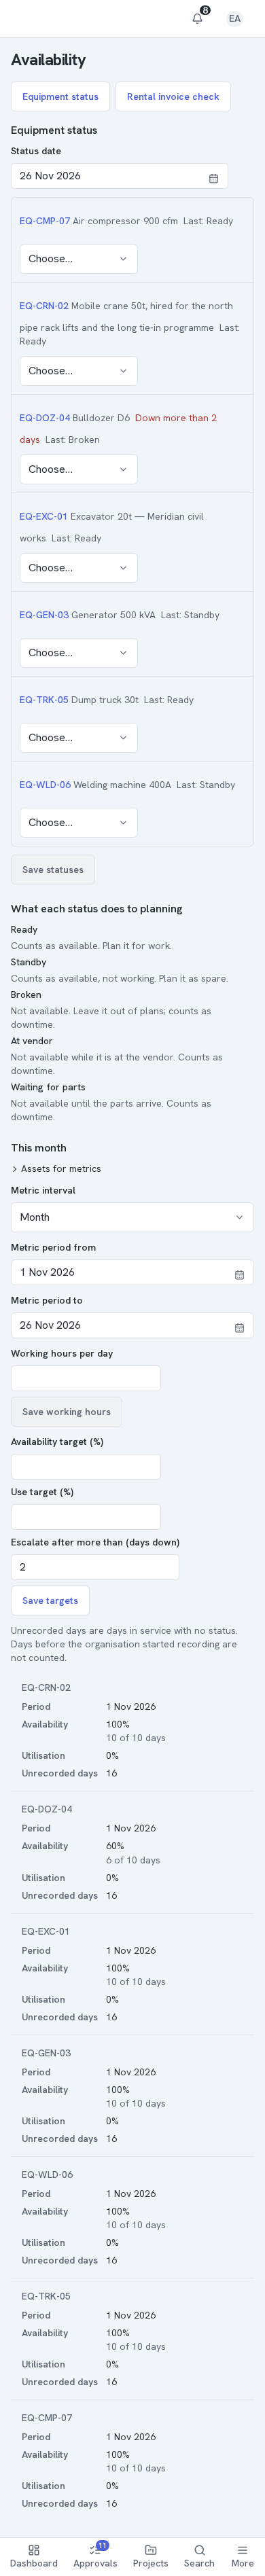 8
EA
Availability
Equipment status
Rental invoice check
Equipment status
Status date
26 Nov 2026
EQ-CMP-07 Air compressor 900 cfm Last: Ready
Choose...
EQ-CRN-02 Mobile crane 50t, hired for the north
pipe rack lifts and the long tie-in programme Last:
Ready
Choose...
EQ-DOZ-04 Bulldozer D6 Down more than 2
days Last: Broken
Choose...
EQ-EXC-01 Excavator 20t — Meridian civil
works Last: Ready
Choose...
EQ-GEN-03 Generator 500 kVA Last: Standby
Choose...
EQ-TRK-05 Dump truck 30t Last: Ready
Choose...
EQ-WLD-06 Welding machine 400A Last: Standby
Choose...
Save statuses
What each status does to planning
Ready
Counts as available. Plan it for work.
Standby
Counts as available, not working. Plan it as spare.
Broken
Not available. Leave it out of plans; counts as
downtime.
At vendor
Not available while it is at the vendor. Counts as
downtime.
Waiting for parts
Not available until the parts arrive. Counts as
downtime.
This month
Assets for metrics
Metric interval
Month
Metric period from
1 Nov 2026
Metric period to
26 Nov 2026
Working hours per day
Save working hours
Availability target (%)
Use target (%)
Escalate after more than (days down)
2
Save targets
Unrecorded days are days in service with no status.
Days before the organisation started recording are
not counted.
EQ-CRN-02
Period 1 Nov 2026
Availability 100%
10 of 10 days
Utilisation 0%
Unrecorded days 16
EQ-DOZ-04
Period 1 Nov 2026
Availability 60%
6 of 10 days
Utilisation 0%
Unrecorded days 16
EQ-EXC-01
Period 1 Nov 2026
Availability 100%
10 of 10 days
Utilisation 0%
Unrecorded days 16
EQ-GEN-03
Period 1 Nov 2026
Availability 100%
10 of 10 days
Utilisation 0%
Unrecorded days 16
EQ-WLD-06
Period 1 Nov 2026
Availability 100%
10 of 10 days
Utilisation 0%
Unrecorded days 16
EQ-TRK-05
Period 1 Nov 2026
Availability 100%
10 of 10 days
Utilisation 0%
Unrecorded days 16
EQ-CMP-07
Period 1 Nov 2026
Availability 100%
10 of 10 days
Utilisation 0%
Unrecorded days 16
11
Dashboard Approvals Projects Search More